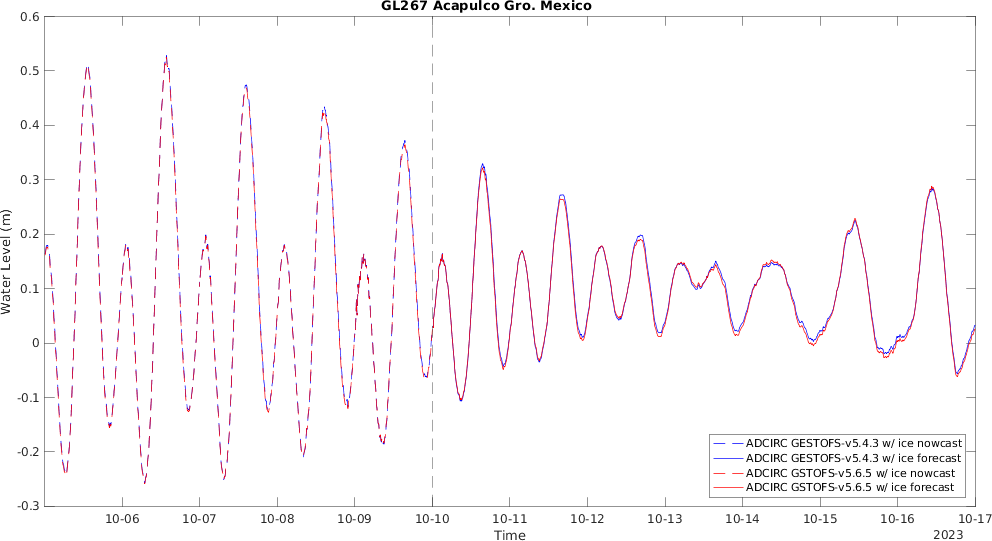 GL267 Acapulco Gro. Mexico
0.6
0.5
0.4
0.3
0.2
0.1
0
-0.1
-0.2
-0.3
Water Level (m)
ADCIRC GESTOFS-v5.4.3 w/ ice nowcast
ADCIRC GESTOFS-v5.4.3 w/ ice forecast
ADCIRC GSTOFS-v5.6.5 w/ ice nowcast
ADCIRC GSTOFS-v5.6.5 w/ ice forecast
10-06 10-07 10-08 10-09 10-10 10-11 10-12 10-13 10-14 10-15 10-16 10-17
Time
2023